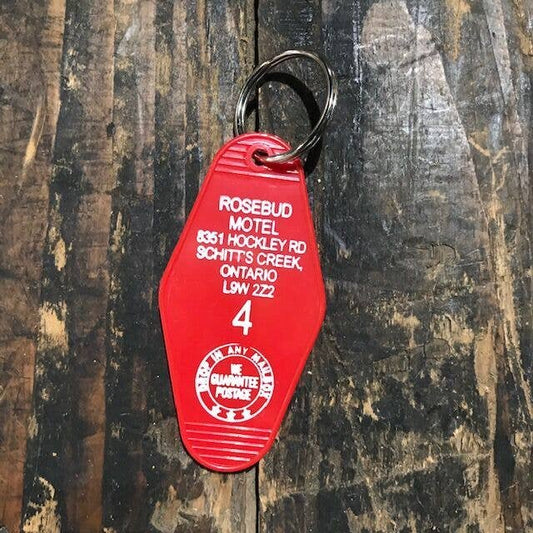 ROSEBUD
MOTEL
8351 HOCKLEY RD
SCHITT'S CREEK,
ONTARIO
L9W 2Z2
4
DROP IN ANY MAILBOX
WE
GUARANTEE
POSTAGE